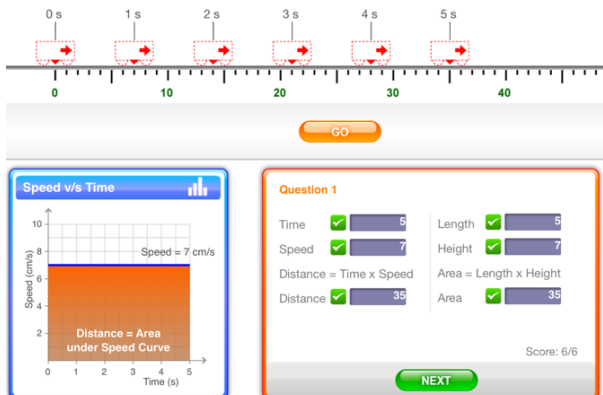 0 s 1 s 2 s 3 s 4 s 5 s
0 10 20 30 40
GO
Speed v/s Time
10
8
6
4
2
Speed (cm/s)
Speed = 7 cm/s
Distance = Area
under Speed Curve
0 1 2 3 4 5
Time (s)
Question 1
Time 5 Length 5
Speed 7 Height 7
Distance = Time x Speed Area = Length x Height
Distance 35 Area 35
Score: 6/6
NEXT